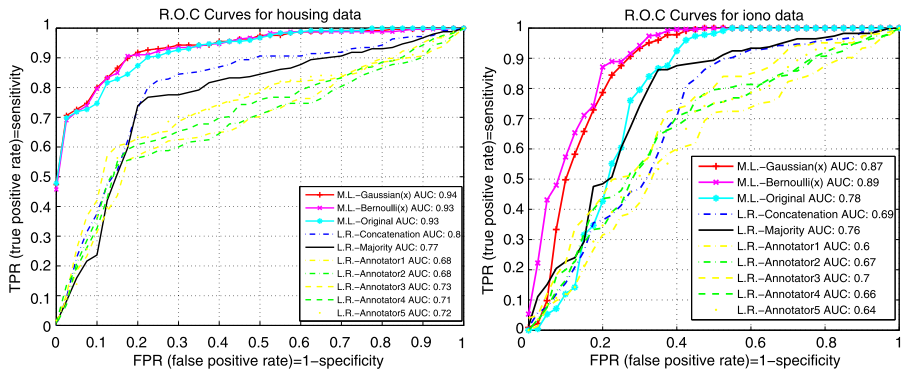 R.O.C Curves for housing data
TPR (true positive rate)=sensitivity
1
0.9
0.8
0.7
0.6
0.5
0.4
0.3
0.2
0.1
0
M.L.-Gaussian(x) AUC: 0.94
M.L.-Bernoulli(x) AUC: 0.93
M.L.-Original AUC: 0.93
L.R.-Concatenation AUC: 0.8
L.R.-Majority AUC: 0.77
L.R.-Annotator1 AUC: 0.68
L.R.-Annotator2 AUC: 0.68
L.R.-Annotator3 AUC: 0.73
L.R.-Annotator4 AUC: 0.71
L.R.-Annotator5 AUC: 0.72
0 0.1 0.2 0.3 0.4 0.5 0.6 0.7 0.8 0.9 1
FPR (false positive rate)=1-specificity
R.O.C Curves for iono data
TPR (true positive rate)=sensitivity
1
0.9
0.8
0.7
0.6
0.5
0.4
0.3
0.2
0.1
0
M.L.-Gaussian(x) AUC: 0.87
M.L.-Bernoulli(x) AUC: 0.89
M.L.-Original AUC: 0.78
L.R.-Concatenation AUC: 0.69
L.R.-Majority AUC: 0.76
L.R.-Annotator1 AUC: 0.6
L.R.-Annotator2 AUC: 0.67
L.R.-Annotator3 AUC: 0.7
L.R.-Annotator4 AUC: 0.66
L.R.-Annotator5 AUC: 0.64
0 0.2 0.4 0.6 0.8 1
FPR (false positive rate)=1-specificity